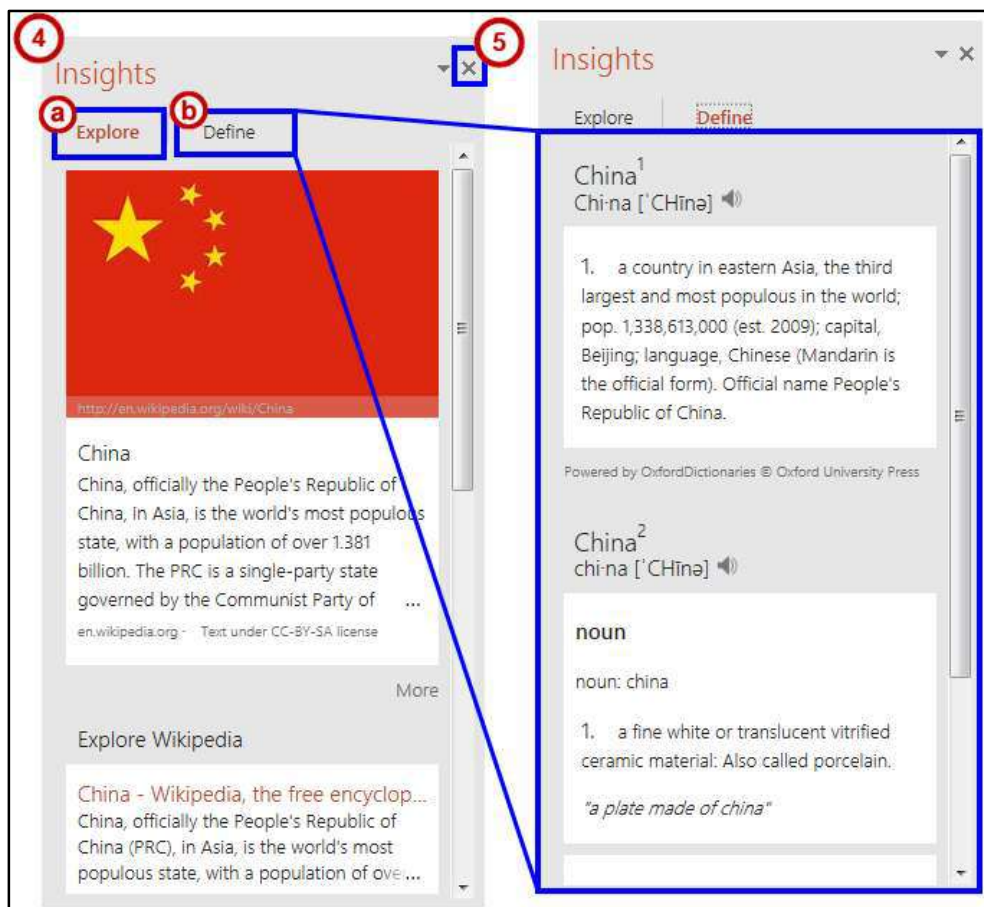 4
Insights
5
a
b
Explore
Define
http://en.wikipedia.org/wiki/China
China
China, officially the People's Republic of
China, in Asia, is the world's most populous
state, with a population of over 1.381
billion. The PRC is a single-party state
governed by the Communist Party of ...
en.wikipedia.org · Text under CC-BY-SA license
More
Explore Wikipedia
China - Wikipedia, the free encyclop...
China, officially the People's Republic of
China (PRC), in Asia, is the world's most
populous state, with a population of ove...
Insights
Explore Define
China¹
Chi·na [ˈCHīnə]
1. a country in eastern Asia, the third
largest and most populous in the world;
pop. 1,338,613,000 (est. 2009); capital,
Beijing; language, Chinese (Mandarin is
the official form). Official name People's
Republic of China.
Powered by OxfordDictionaries © Oxford University Press
China²
chi·na [ˈCHīnə]
noun
noun: china
1. a fine white or translucent vitrified
ceramic material: Also called porcelain.
"a plate made of china"